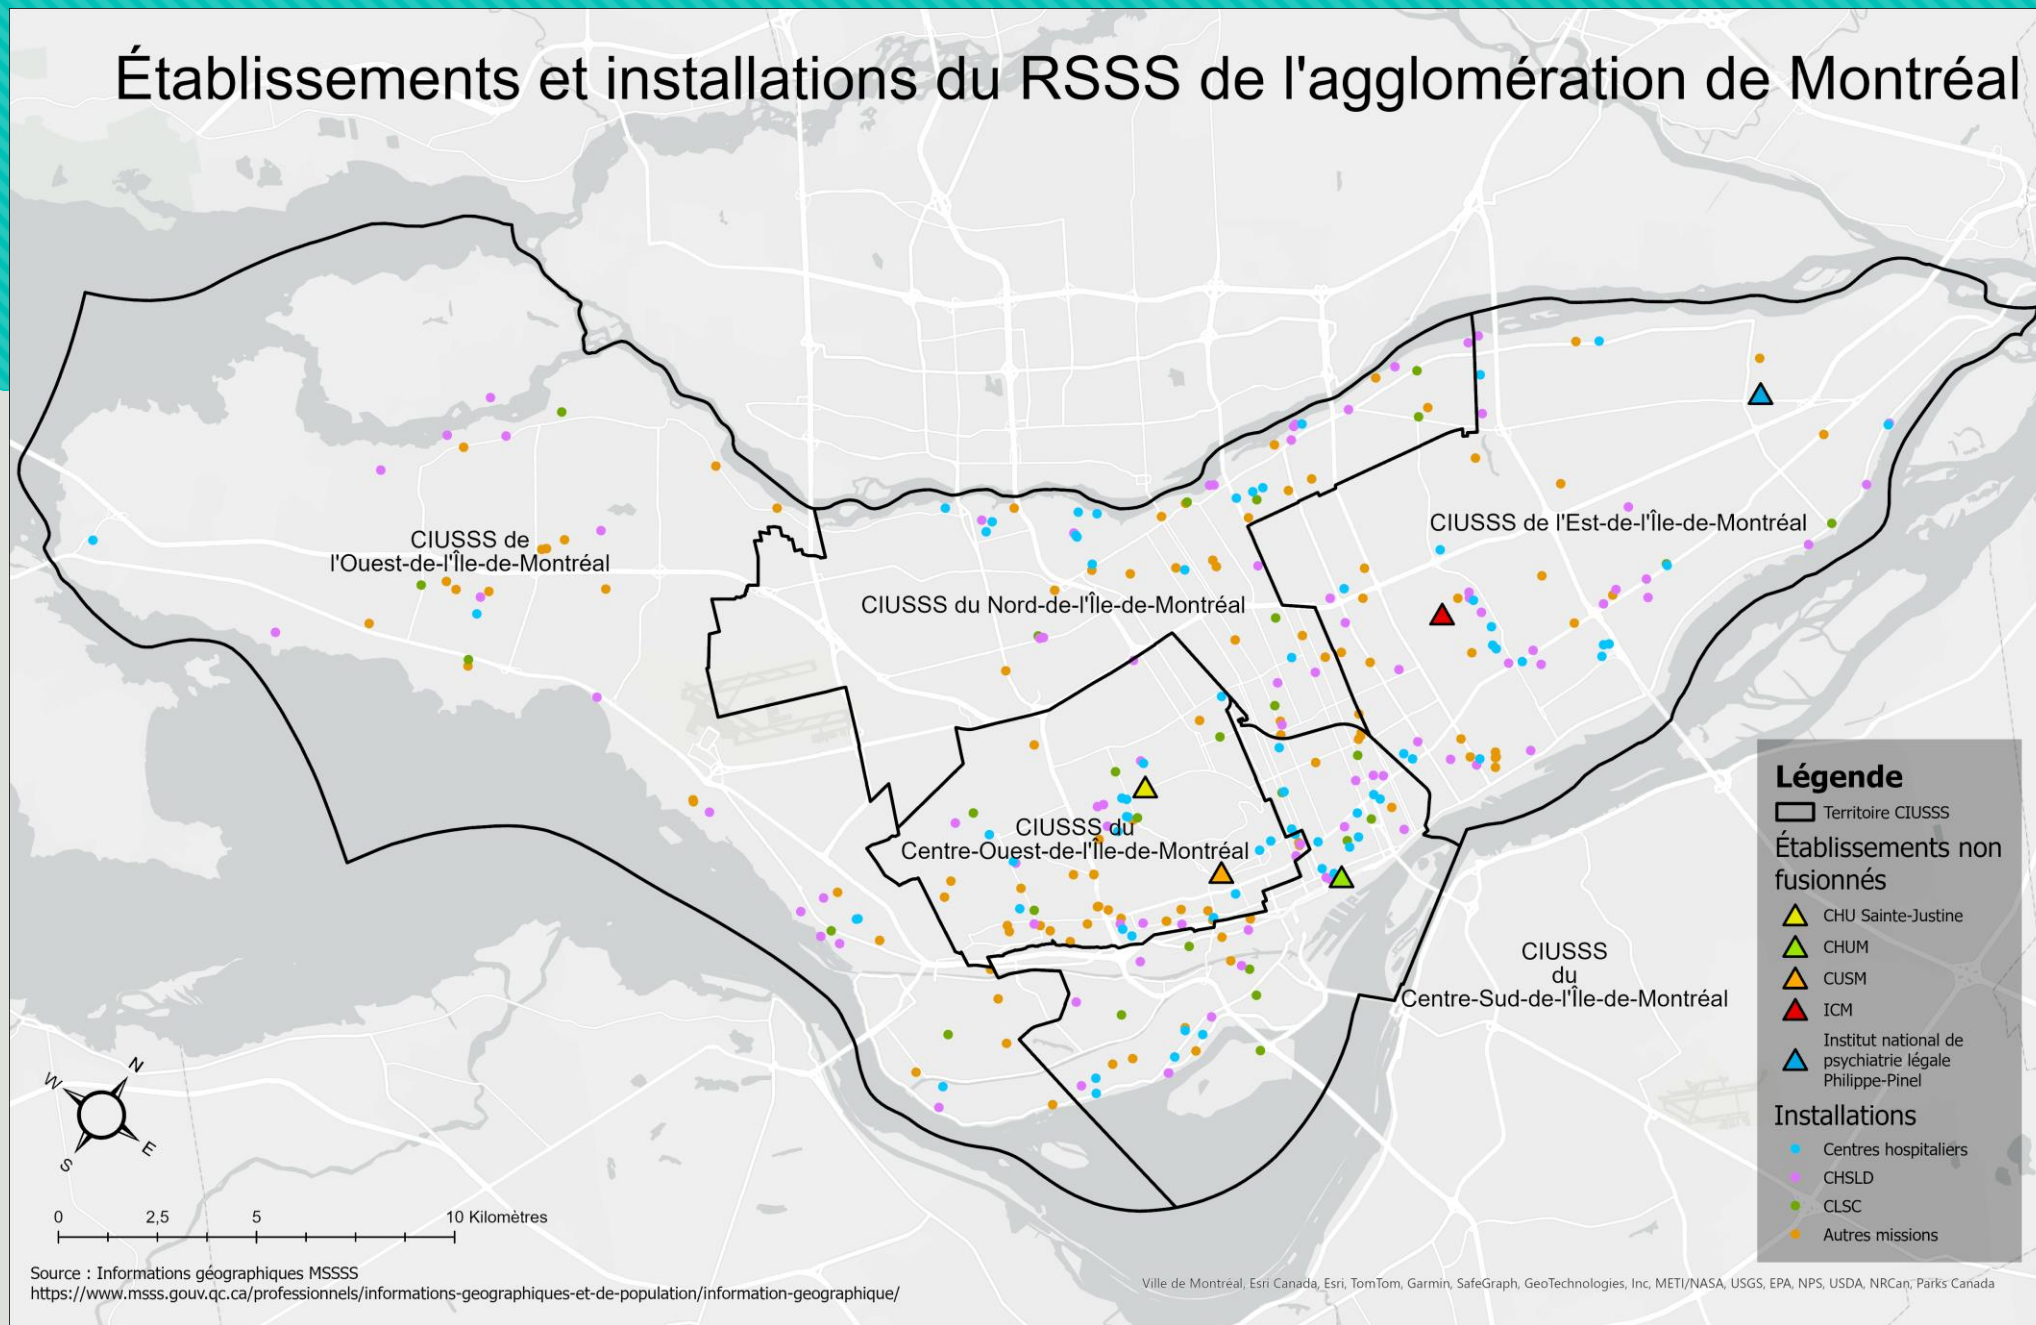 Établissements et installations du RSSS de l'agglomération de Montréal
CIUSSS de
l'Ouest-de-l'Île-de-Montréal
CIUSSS du Nord-de-l'Île-de-Montréal
CIUSSS de l'Est-de-l'Île-de-Montréal
CIUSSS du
Centre-Ouest-de-l'Île-de-Montréal
CIUSSS
du
Centre-Sud-de-l'Île-de-Montréal
Légende
Territoire CIUSSS
Établissements non
fusionnés
CHU Sainte-Justine
CHUM
CUSM
ICM
Institut national de
psychiatrie légale
Philippe-Pinel
Installations
Centres hospitaliers
CHSLD
CLSC
Autres missions
N
W
E
S
0 2,5 5 10 Kilomètres
Source : Informations géographiques MSSSS
https://www.msss.gouv.qc.ca/professionnels/informations-geographiques-et-de-population/information-geographique/
Ville de Montréal, Esri Canada, Esri, TomTom, Garmin, SafeGraph, GeoTechnologies, Inc, METI/NASA, USGS, EPA, NPS, USDA, NRCan, Parks Canada